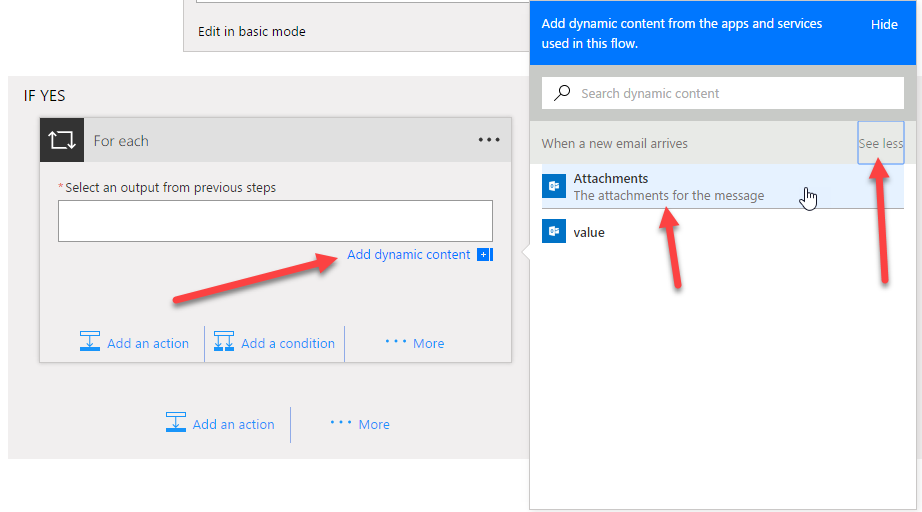 Edit in basic mode
IF YES
For each
*Select an output from previous steps
Add dynamic content
Add an action
Add a condition
More
Add an action
More
Add dynamic content from the apps and services
used in this flow.
Hide
Search dynamic content
When a new email arrives
See less
Attachments
The attachments for the message
value